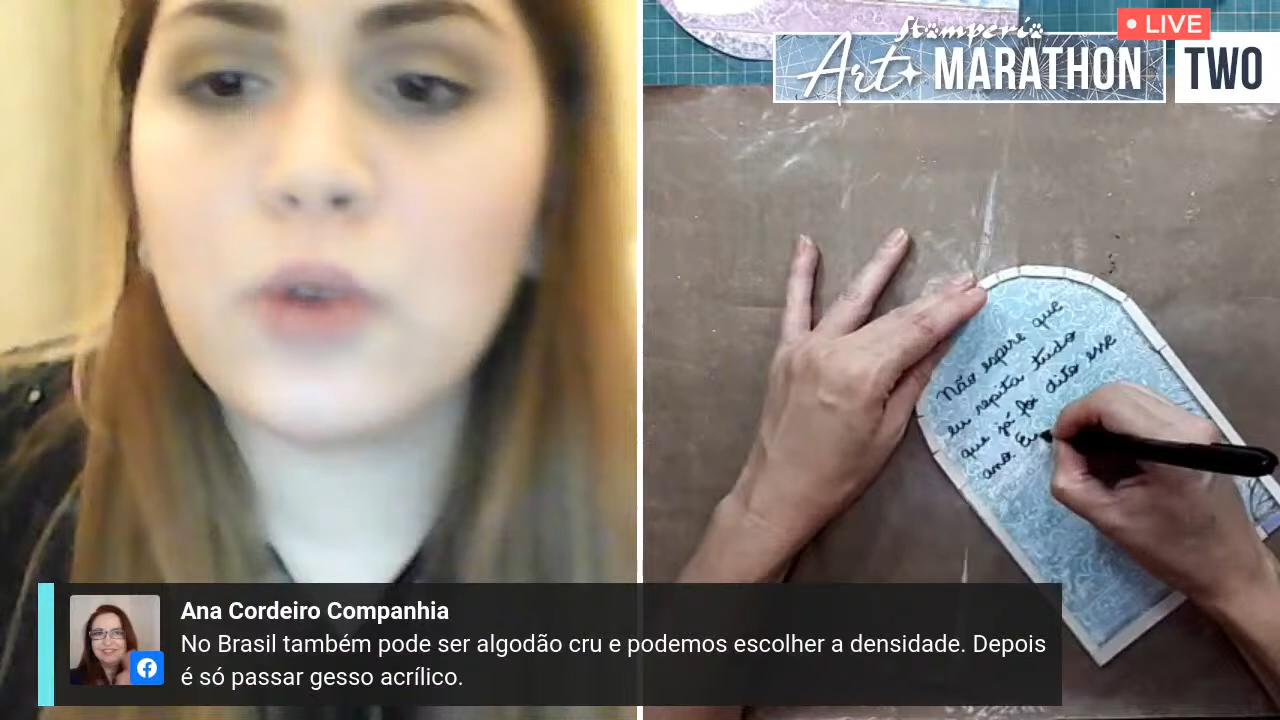 LIVE
Stamperia
Art MARATHON TWO
Não espere que
eu repita tudo
que já foi dito esse
ano. Eu
Ana Cordeiro Companhia
No Brasil também pode ser algodão cru e podemos escolher a densidade. Depois
é só passar gesso acrílico.